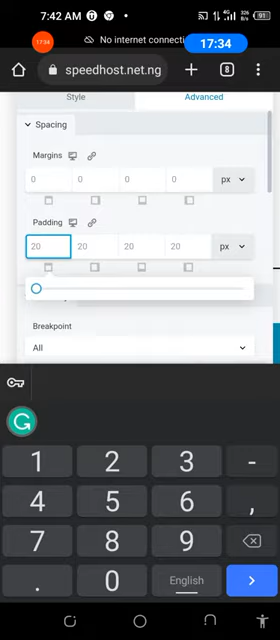 7:42 AM
326 B/s
91
17:34
No internet connecti
17:34
speedhost.net.ng
8
Style
Advanced
Spacing
Margins
0
0
0
0
px
Padding
20
20
20
20
px
Breakpoint
All
1
2
3
-
4
5
6
,
7
8
9
.
0
English